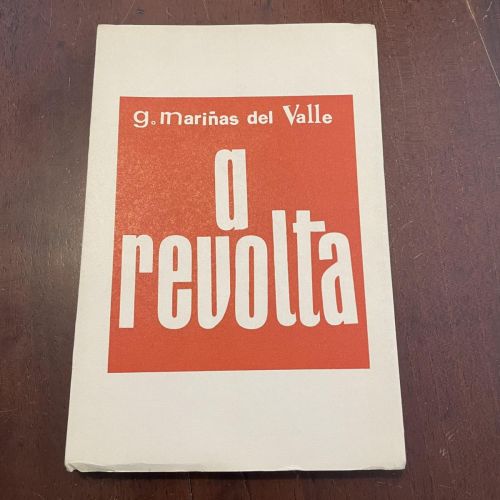 g. mariñas del Valle
a
revolta